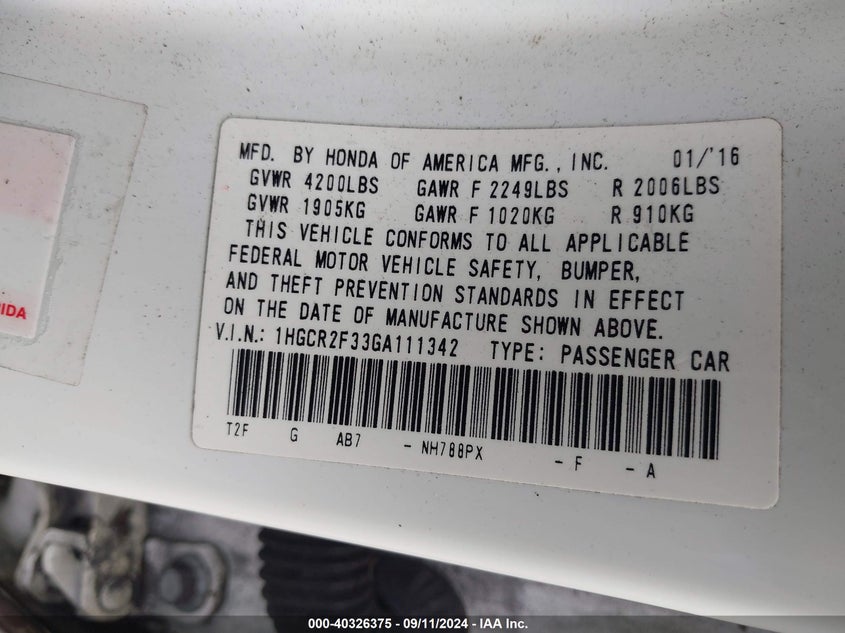 MFD. BY HONDA OF AMERICA MFG., INC. 01/'16
GVWR 4200LBS GAWR F 2249LBS R 2006LBS
GVWR 1905KG GAWR F 1020KG R 910KG
THIS VEHICLE CONFORMS TO ALL APPLICABLE
FEDERAL MOTOR VEHICLE SAFETY, BUMPER,
AND THEFT PREVENTION STANDARDS IN EFFECT
ON THE DATE OF MANUFACTURE SHOWN ABOVE.
V.I.N.: 1HGCR2F33GA111342 TYPE: PASSENGER CAR
T2F G AB7 - NH788PX - F - A
000-40326375 - 09/11/2024 - IAA Inc.